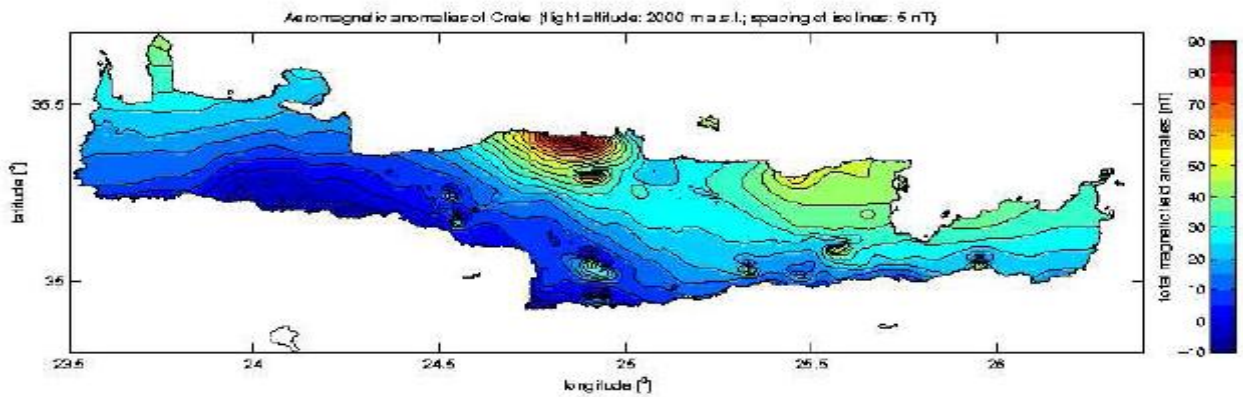 Aeromagnetic anomalies of Crete (flight altitude: 2000 m a.s.l.; spacing of isolines: 5 nT)
35.5
35
latitude [°]
23.5 24 24.5 25 25.5 26
longitude [°]
90
80
70
60
50
40
30
20
10
0
-10
total magnetic field anomalies [nT]